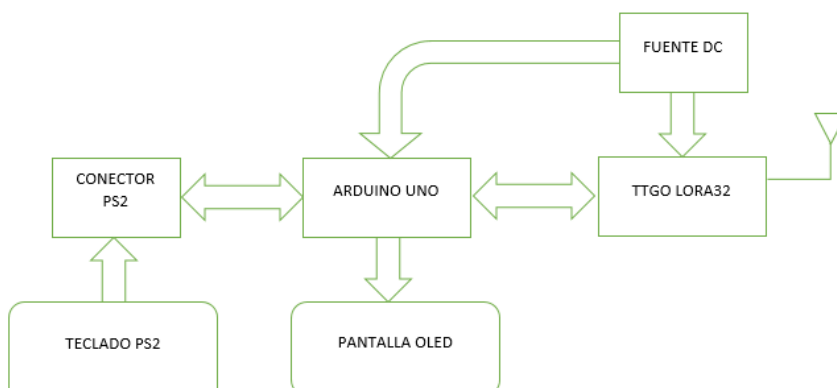 FUENTE DC
CONECTOR
PS2
ARDUINO UNO
TTGO LORA32
TECLADO PS2
PANTALLA OLED